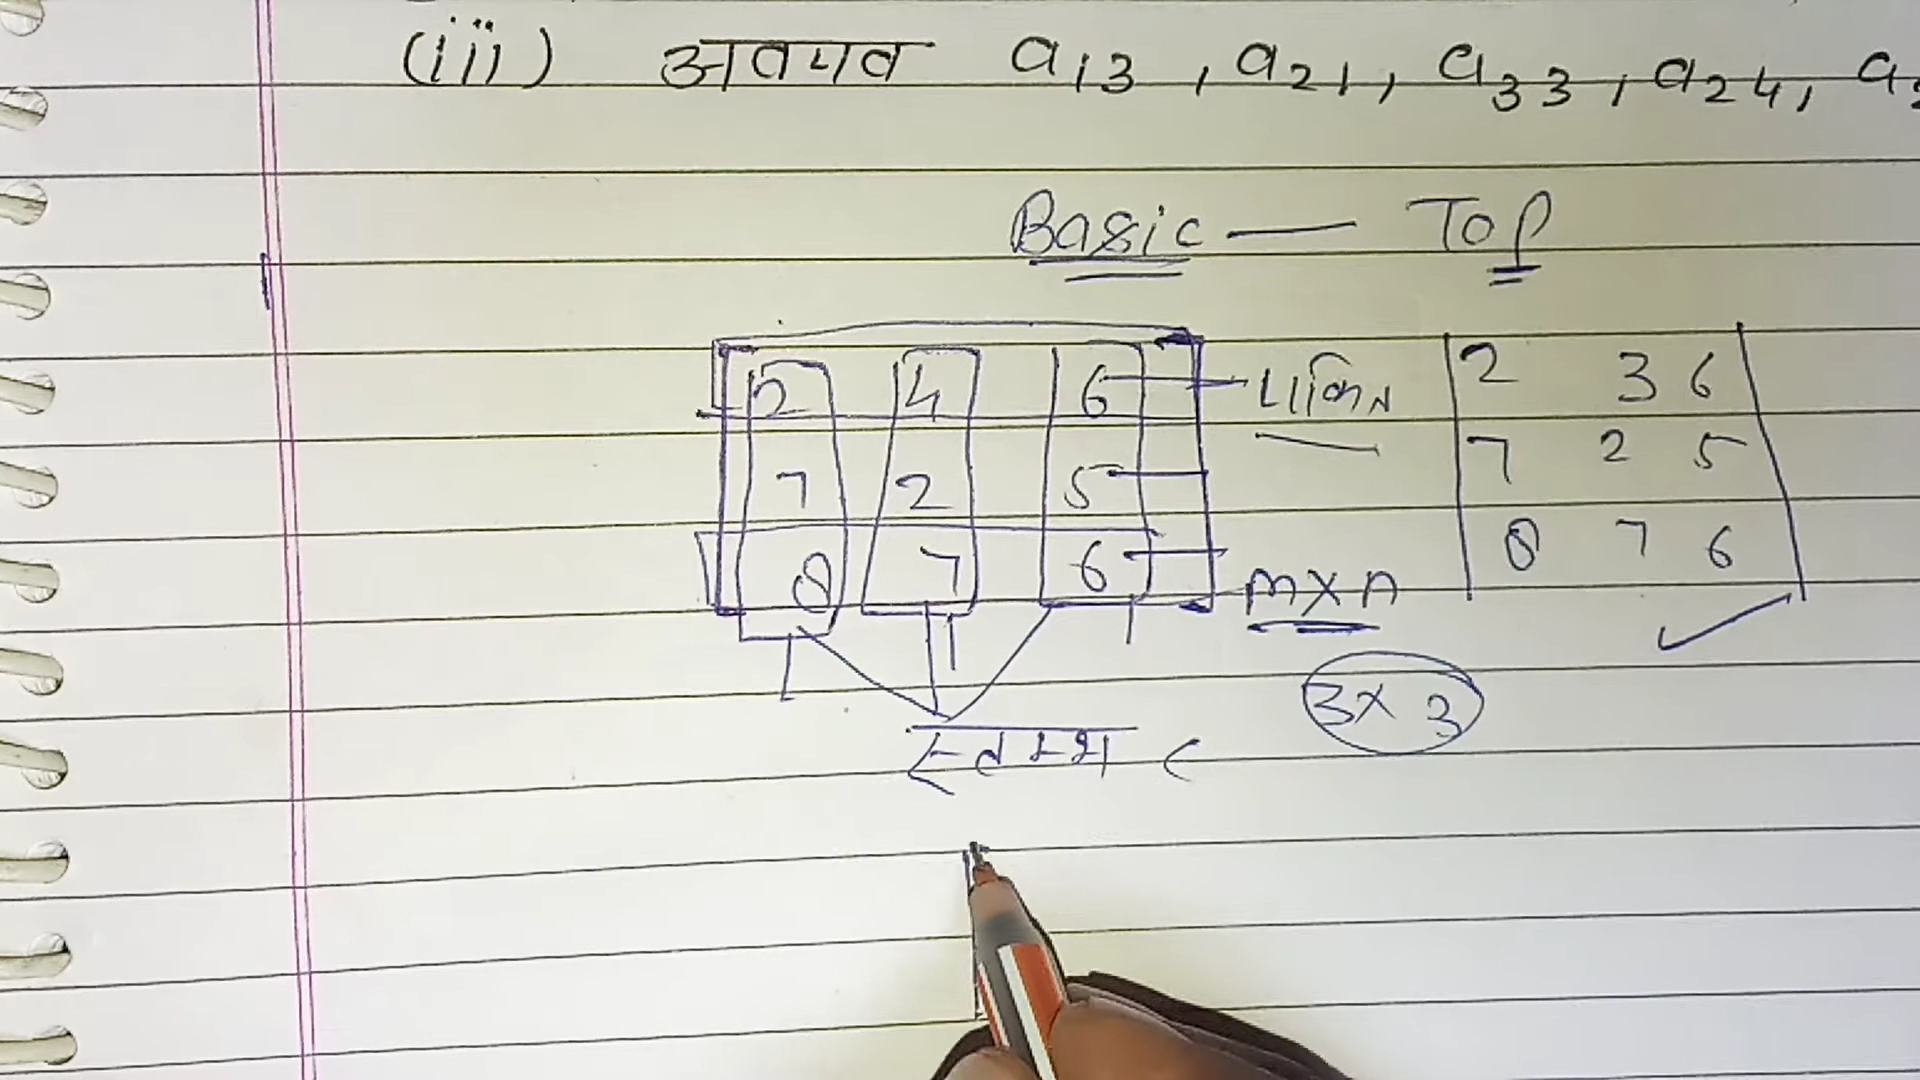 (iii) अवयव a13 , a21 , a33 , a24 , a
Basic — Top
2 4 6
7 2 5
8 7 6
m×n
2 3 6
7 2 5
8 7 6
3×3
स्तम्भ